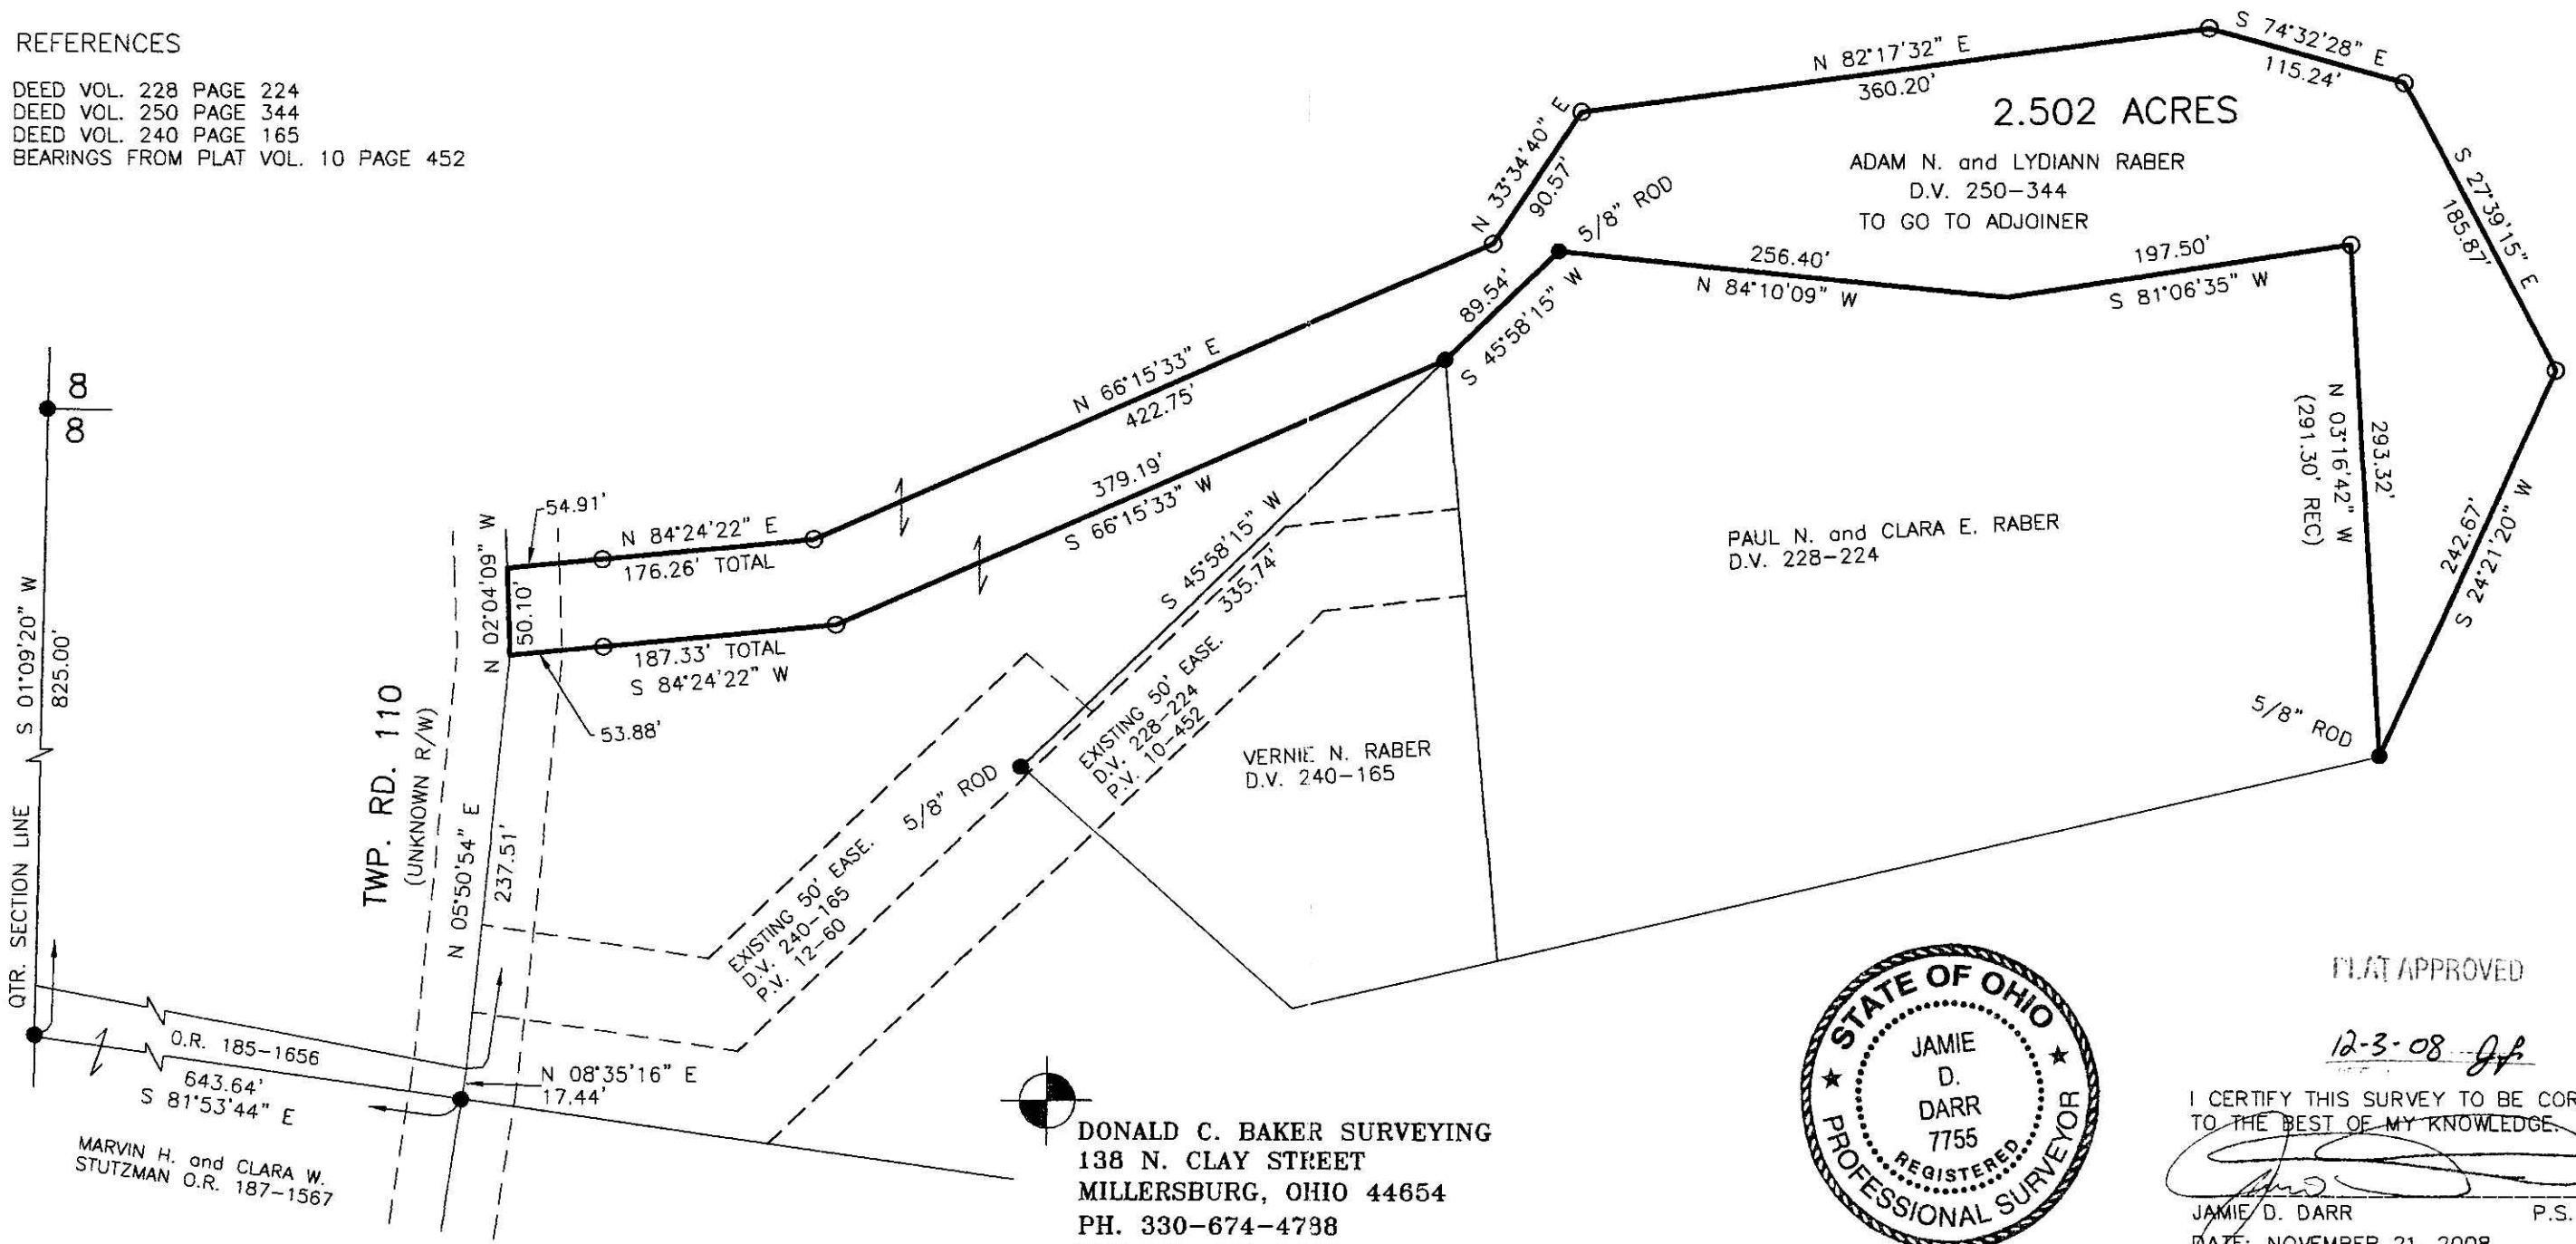 REFERENCES
DEED VOL. 228 PAGE 224
DEED VOL. 250 PAGE 344
DEED VOL. 240 PAGE 165
BEARINGS FROM PLAT VOL. 10 PAGE 452
N 82°17'32" E
360.20'
S 74°32'28" E
115.24'
2.502 ACRES
ADAM N. and LYDIANN RABER
D.V. 250-344
TO GO TO ADJOINER
N 33°34'40" E
90.57'
5/8" ROD
S 27°39'15" E
185.87'
256.40'
N 84°10'09" W
197.50'
S 81°06'35" W
89.54'
S 45°58'15" W
N 66°15'33" E
422.75'
379.19'
S 66°15'33" W
8
8
S 01°09'20" W
825.00'
QTR. SECTION LINE
54.91'
N 84°24'22" E
176.26' TOTAL
N 02°04'09" W
50.10'
187.33' TOTAL
S 84°24'22" W
53.88'
S 45°58'15" W
335.74'
293.32'
N 03°16'42" W
(291.30' REC)
242.67'
S 24°21'20" W
PAUL N. and CLARA E. RABER
D.V. 228-224
TWP. RD. 110
(UNKNOWN R/W)
N 05°50'54" E
237.51'
EXISTING 50' EASE.
D.V. 228-224
P.V. 10-452
5/8" ROD
VERNIE N. RABER
D.V. 240-165
5/8" ROD
EXISTING 50' EASE.
D.V. 240-165
P.V. 12-60
O.R. 185-1656
643.64'
S 81°53'44" E
N 08°35'16" E
17.44'
MARVIN H. and CLARA W.
STUTZMAN O.R. 187-1567
DONALD C. BAKER SURVEYING
138 N. CLAY STREET
MILLERSBURG, OHIO 44654
PH. 330-674-4788
STATE OF OHIO
JAMIE
D.
DARR
7755
REGISTERED
PROFESSIONAL SURVEYOR
PLAT APPROVED
12-3-08
I CERTIFY THIS SURVEY TO BE COR
TO THE BEST OF MY KNOWLEDGE.
JAMIE D. DARR P.S.
DATE: NOVEMBER 21, 2008